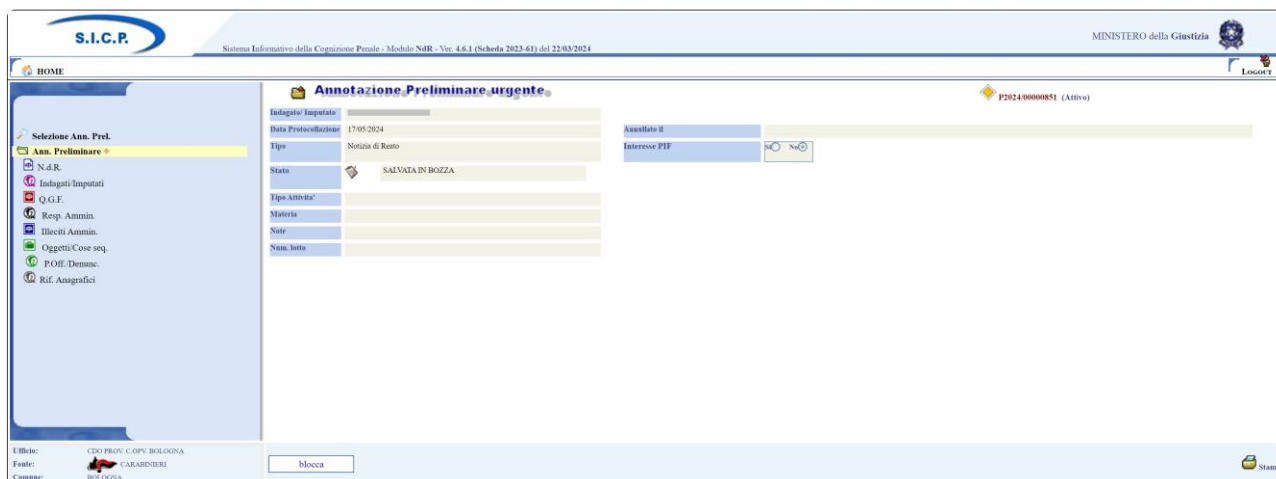 S.I.C.P.
Sistema Informativo della Cognizione Penale - Modulo NdR - Ver. 4.6.1 (Scheda 2023-61) del 22/03/2024
MINISTERO della Giustizia
HOME
LOGOUT
Annotazione Preliminare urgente
P2024/00000851 (Attivo)
Selezione Ann. Prel.
Ann. Preliminare
N.d.R.
Indagati/Imputati
Q.G.F.
Resp. Ammin.
Illeciti Ammin.
Oggetti/Cose seq.
P.Off./Denunc.
Rif. Anagrafici
Indagato/ Imputato
Data Protocollazione 17/05/2024 Annullato il
Tipo Notizia di Reato Interesse PIF Si No
Stato SALVATA IN BOZZA
Tipo Attivita'
Materia
Note
Num. lotto
Ufficio: CDO PROV. C.OPV. BOLOGNA
Fonte: CARABINIERI
Comune: BOLOGNA
blocca
Stam